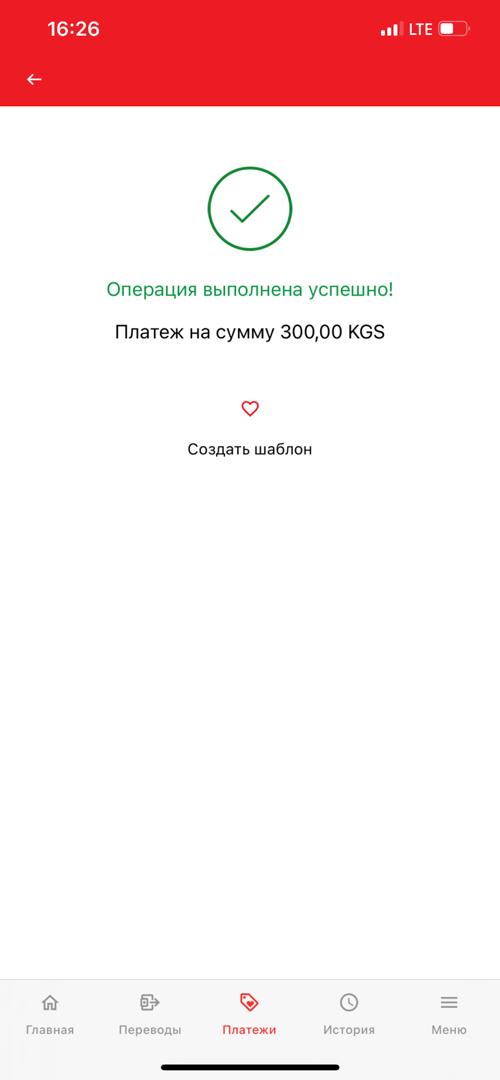 16:26
LTE
Операция выполнена успешно!
Платеж на сумму 300,00 KGS
Создать шаблон
Главная
Переводы
Платежи
История
Меню